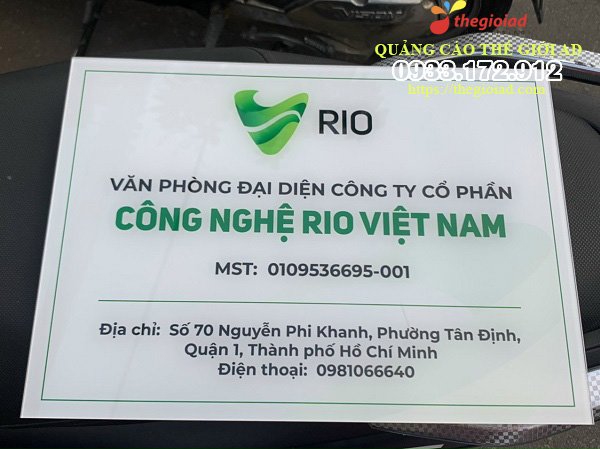 thegioiad
QUẢNG CÁO THẾ GIỚI AD
0933.172.912
https://thegioiad.com
RIO
VĂN PHÒNG ĐẠI DIỆN CÔNG TY CỔ PHẦN
CÔNG NGHỆ RIO VIỆT NAM
MST: 0109536695-001
Địa chỉ: Số 70 Nguyễn Phi Khanh, Phường Tân Định,
Quận 1, Thành phố Hồ Chí Minh
Điện thoại: 0981066640